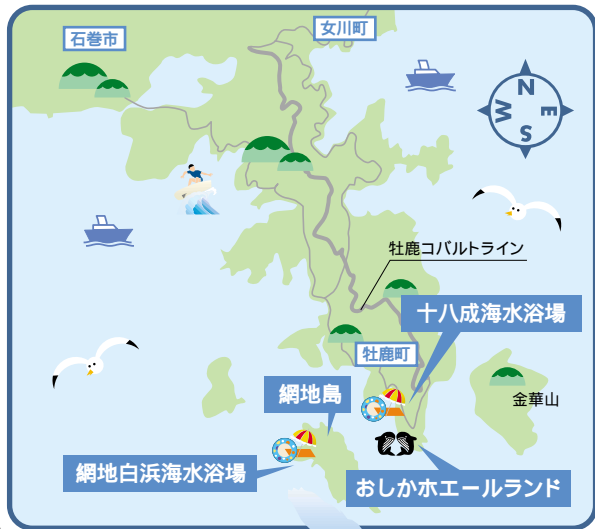 女川町
石巻市
N
W
E
S
牡鹿コバルトライン
十八成海水浴場
牡鹿町
網地島
金華山
網地白浜海水浴場
おしかホエールランド